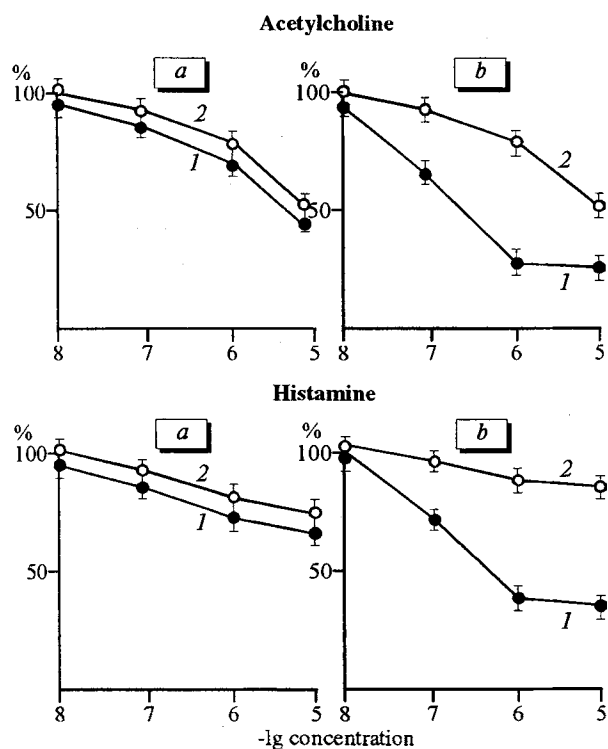 Acetylcholine
% a b %
100 2 100
1 2
50 50
1
8 7 6 5 8 7 6 5
Histamine
% a % b
100 2 100 2
1
50 50
1
8 7 6 5 8 7 6 5
-lg concentration